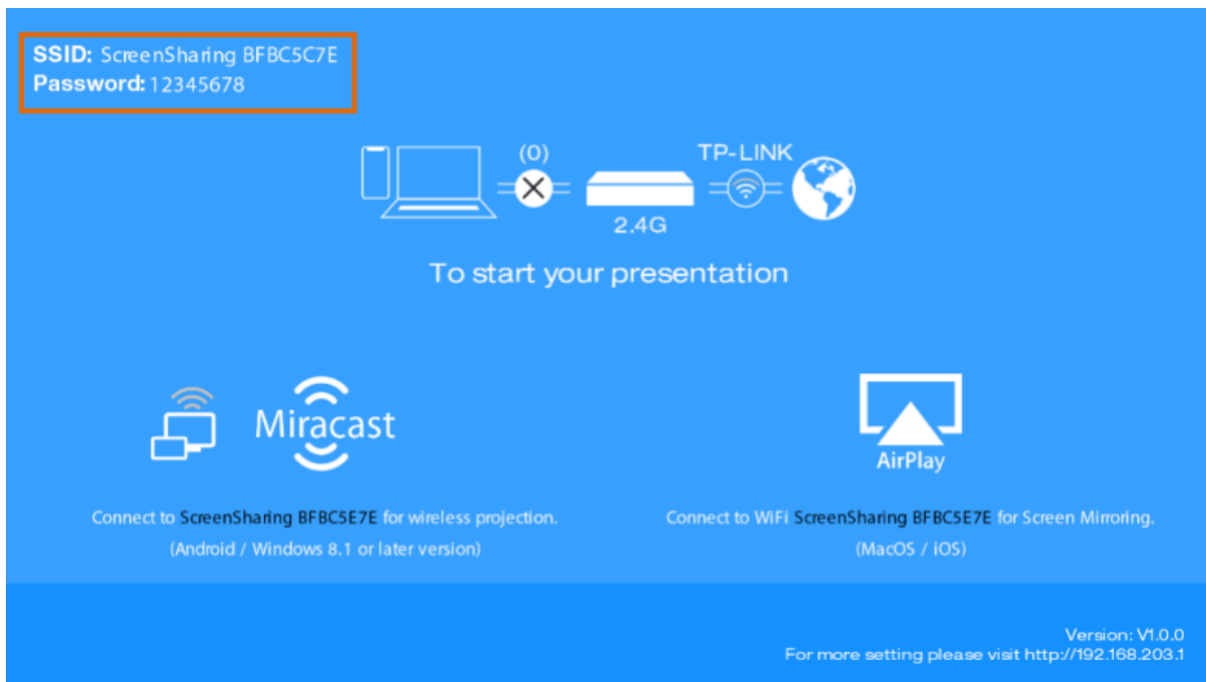 SSID: ScreenSharing BFBC5C7E
Password: 12345678
(0)
TP-LINK
2.4G
To start your presentation
Miracast
AirPlay
Connect to ScreenSharing BFBC5E7E for wireless projection.
(Android / Windows 8.1 or later version)
Connect to WiFi ScreenSharing BFBC5E7E for Screen Mirroring.
(MacOS / iOS)
Version: V1.0.0
For more setting please visit http://192.168.203.1